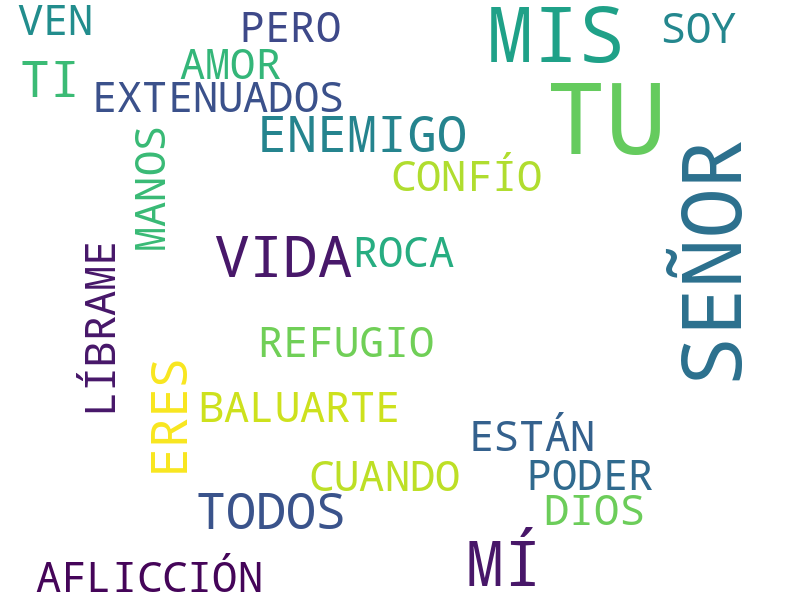 VEN
PERO
MIS
SOY
TI
AMOR
EXTENUADOS
TU
ENEMIGO
MANOS
CONFÍO
SEÑOR
VIDA
ROCA
LÍBRAME
REFUGIO
ERES
BALUARTE
ESTÁN
CUANDO
PODER
TODOS
DIOS
MÍ
AFLICCIÓN